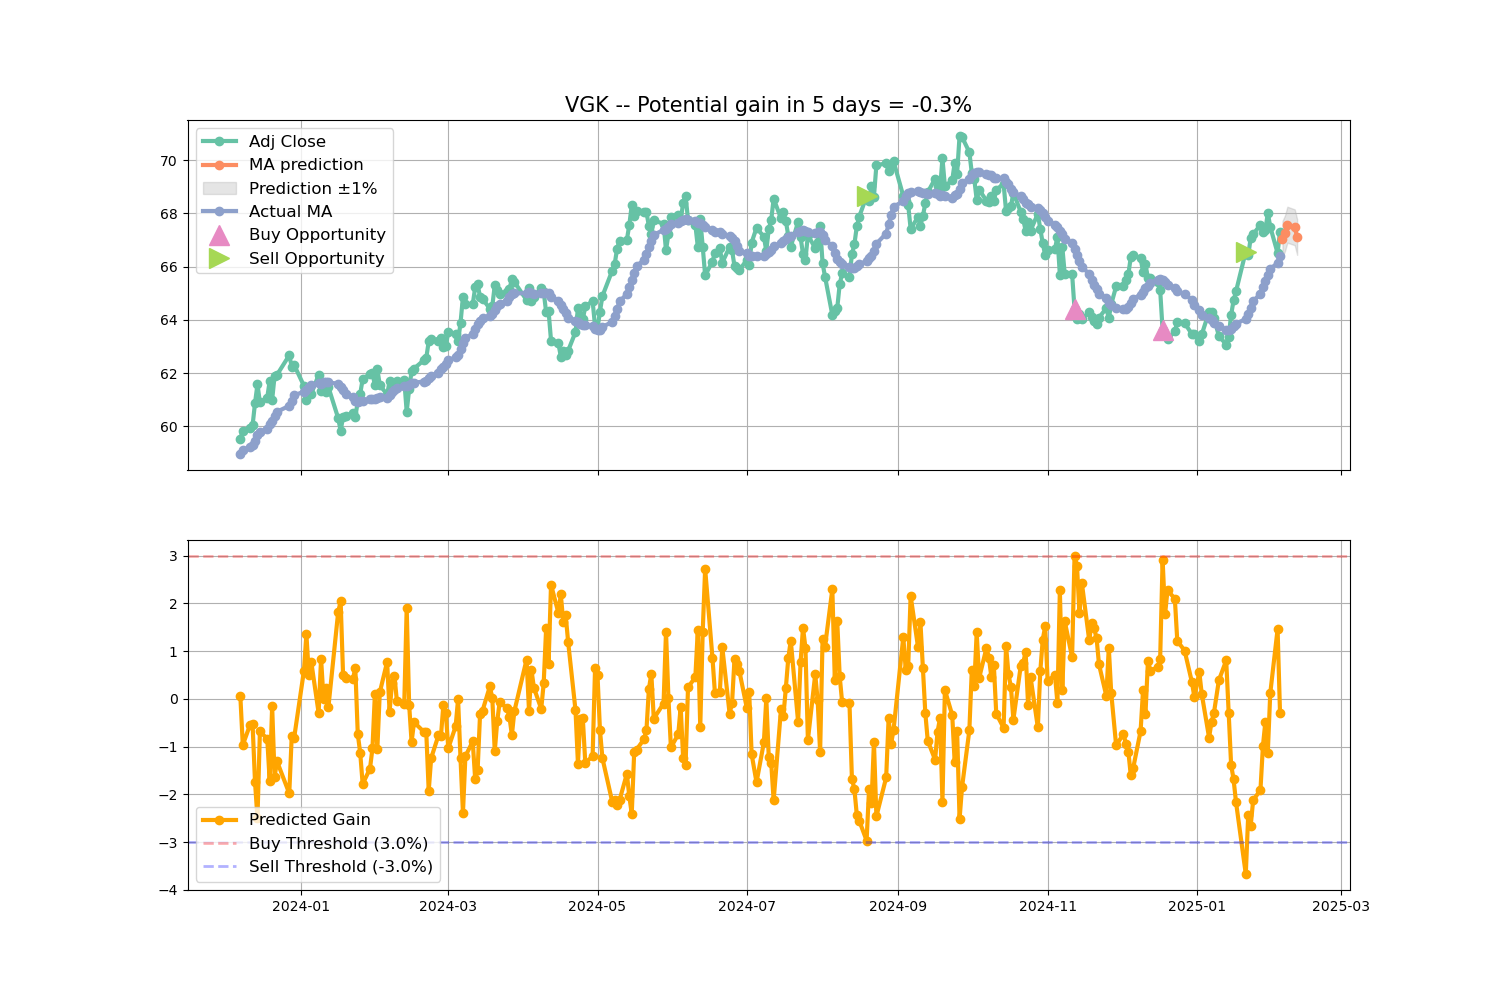 VGK -- Potential gain in 5 days = -0.3%
Adj Close
MA prediction
Prediction ±1%
Actual MA
Buy Opportunity
Sell Opportunity
70
68
66
64
62
60
3
2
1
0
−1
−2
−3
−4
Predicted Gain
Buy Threshold (3.0%)
Sell Threshold (-3.0%)
2024-01 2024-03 2024-05 2024-07 2024-09 2024-11 2025-01 2025-03